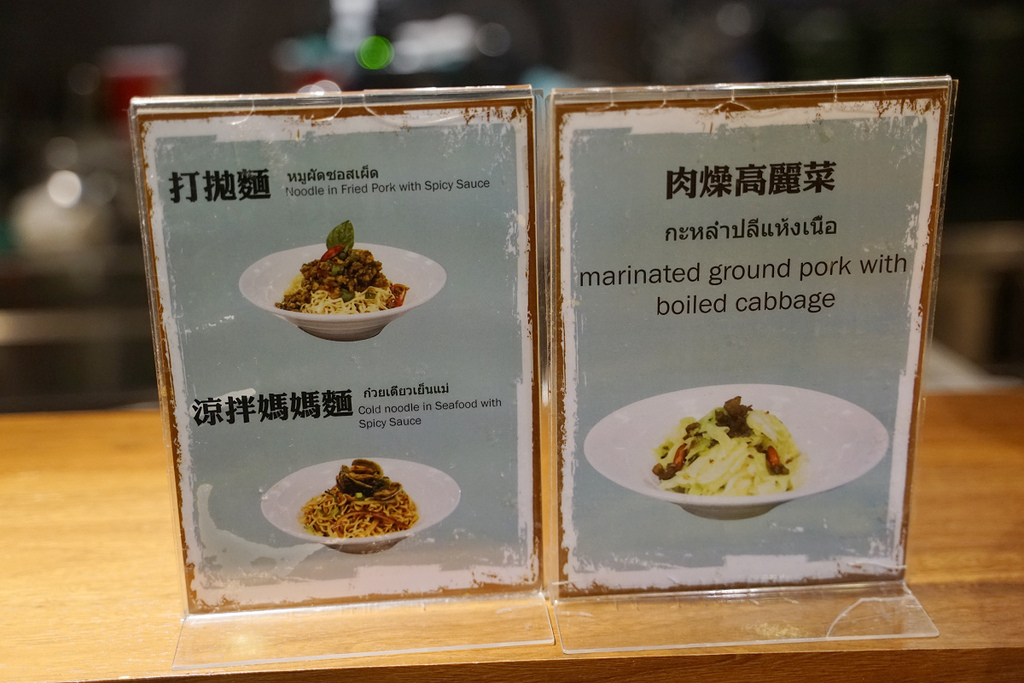 打拋麵
หมูผัดซอสเผ็ด
Noodle in Fried Pork with Spicy Sauce
涼拌媽媽麵
ก๋วยเตียวเย็นแม่
Cold noodle in Seafood with
Spicy Sauce
肉燥高麗菜
กะหล่ำปลีแห้งเนือ
marinated ground pork with
boiled cabbage